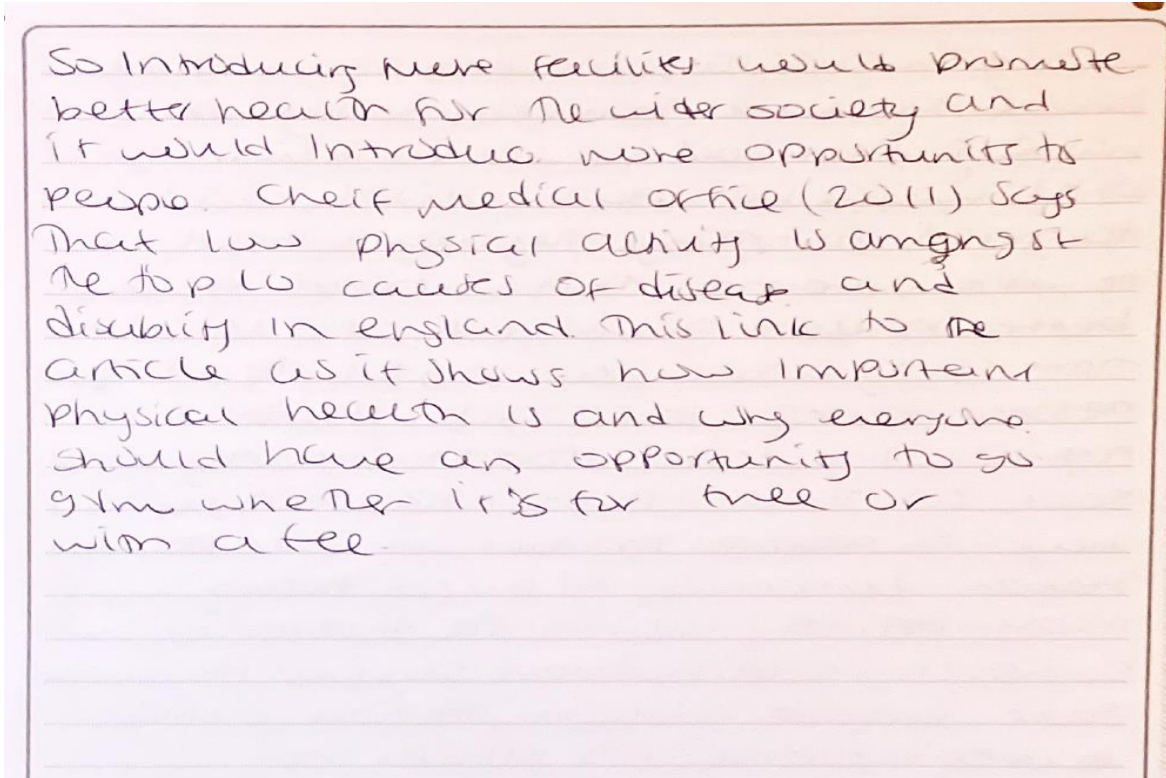 So Introducing more facilities would promote
better health for the wider society and
it would Introduce more opportunits to
people. Cheif medical office (2011) says
That low physical activity is amongst
the top 10 causes of disease and
disability in england. This link to the
article as it shows how important
physical health is and why everyone
should have an opportunity to go
gym whether it's for free or
with a fee.